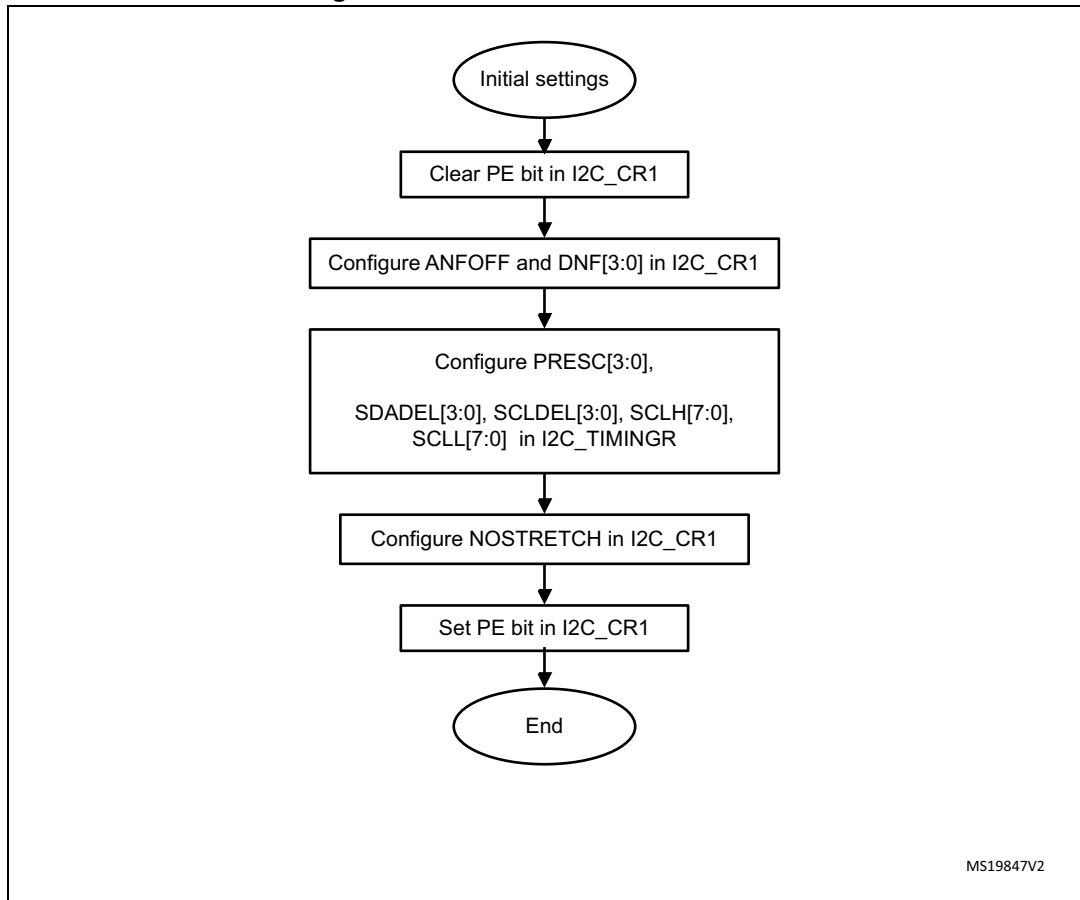 Initial settings
Clear PE bit in I2C_CR1
Configure ANFOFF and DNF[3:0] in I2C_CR1
Configure PRESC[3:0],
SDADEL[3:0], SCLDEL[3:0], SCLH[7:0],
SCLL[7:0] in I2C_TIMINGR
Configure NOSTRETCH in I2C_CR1
Set PE bit in I2C_CR1
End
MS19847V2